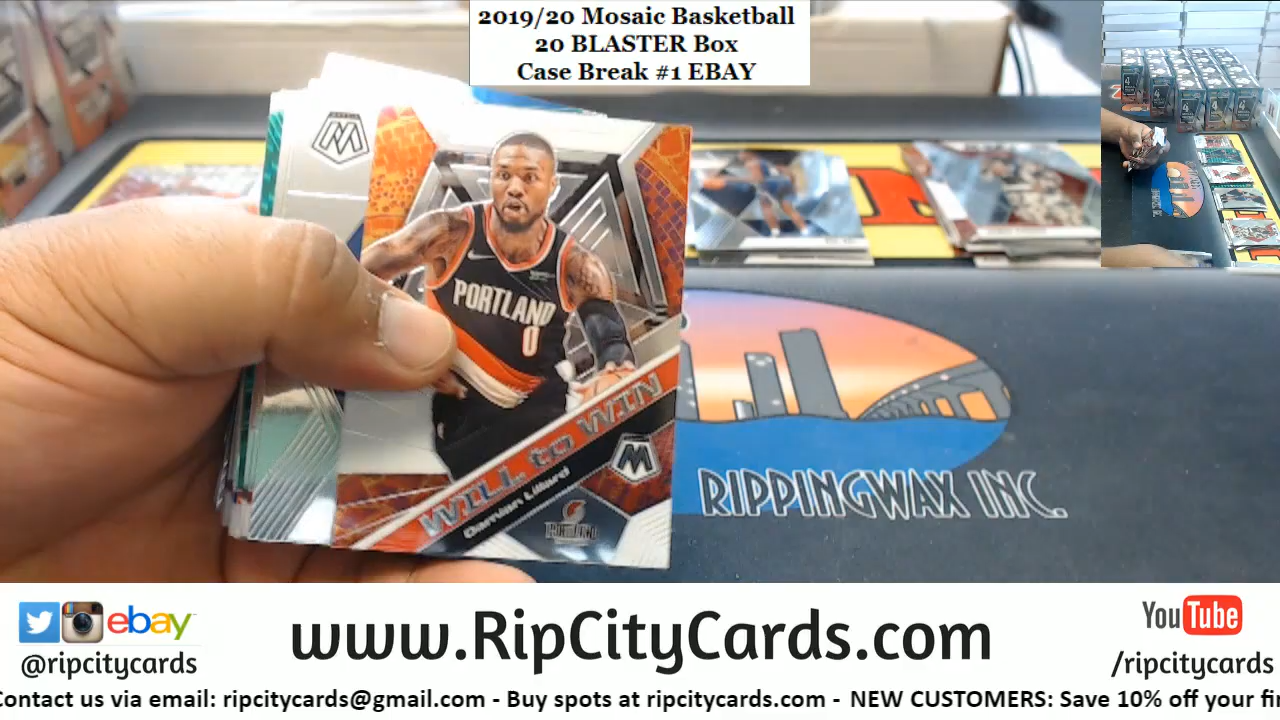 2019/20 Mosaic Basketball
20 BLASTER Box
Case Break #1 EBAY
M
PORTLAND
0
WILL to WIN
Damian Lillard
M
PORTLAND
RIPPINGWAX INC.
ebay
@ripcitycards
www.RipCityCards.com
YouTube
/ripcitycards
Contact us via email: ripcitycards@gmail.com - Buy spots at ripcitycards.com - NEW CUSTOMERS: Save 10% off your fi